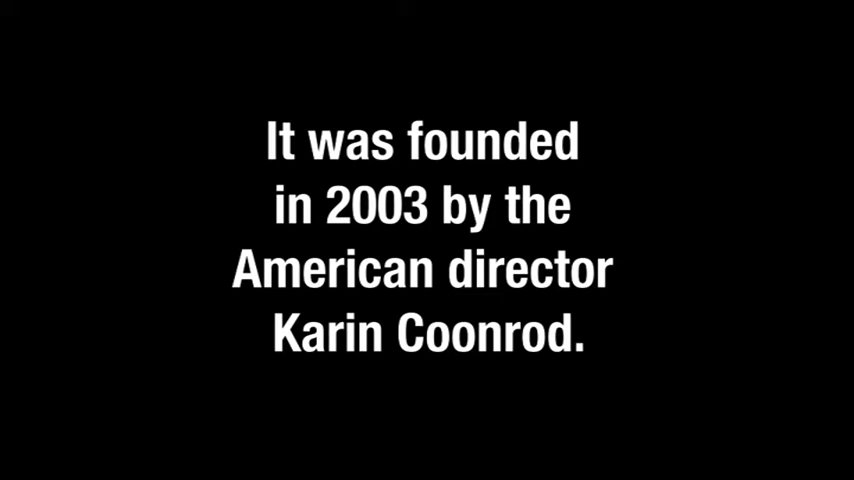 It was founded
in 2003 by the
American director
Karin Coonrod.